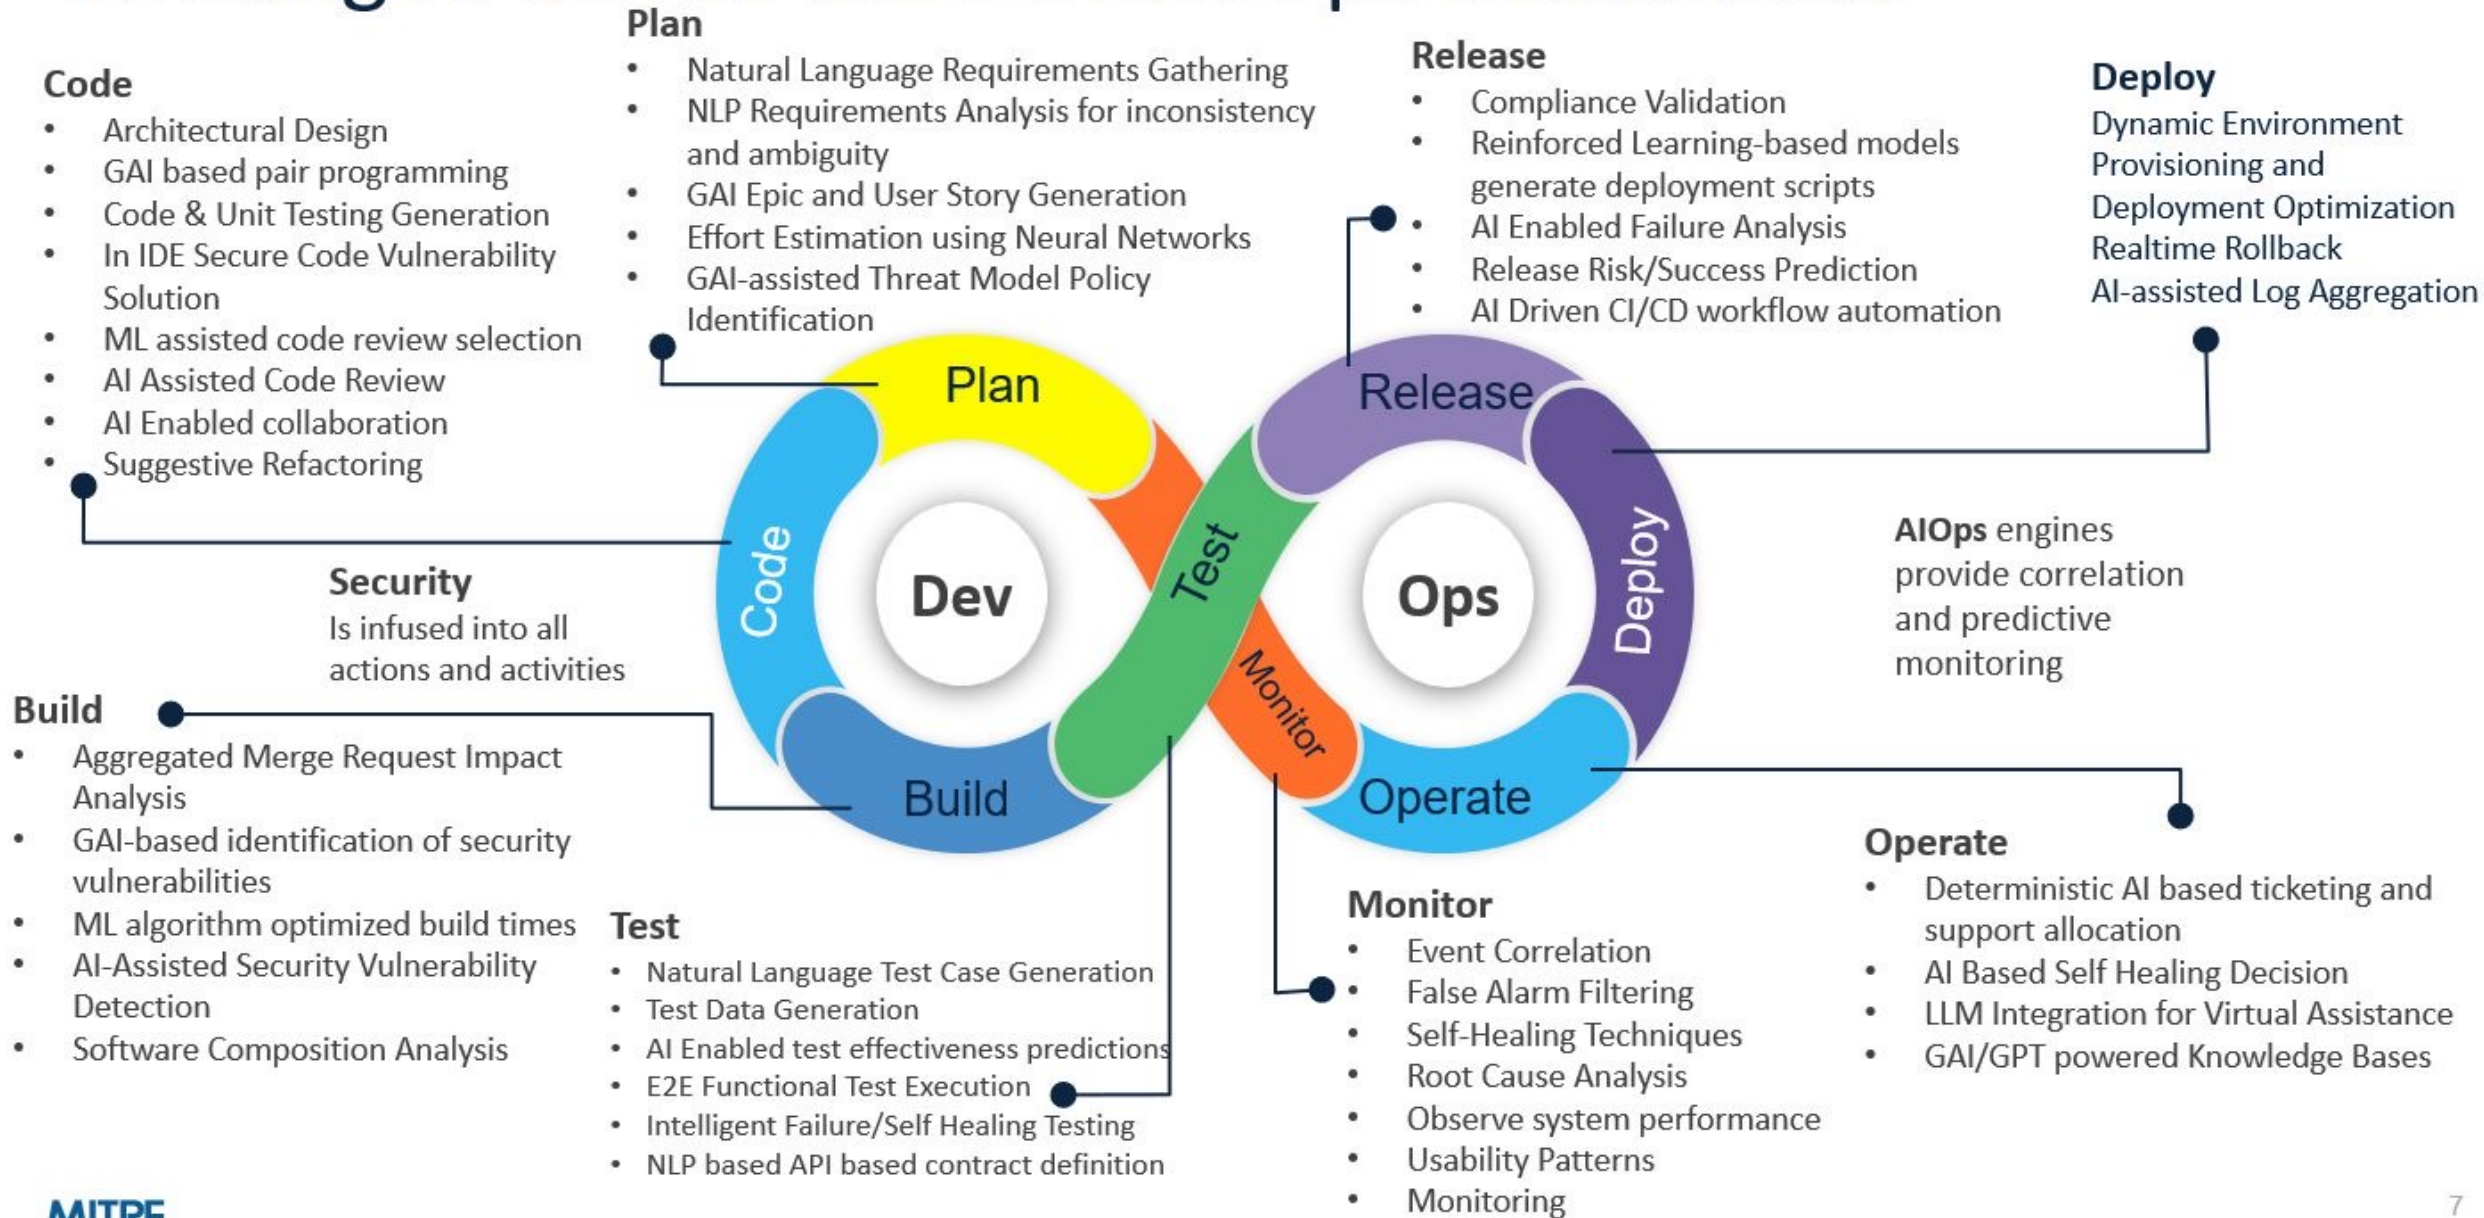 Plan
• Natural Language Requirements Gathering
• NLP Requirements Analysis for inconsistency
and ambiguity
• GAI Epic and User Story Generation
• Effort Estimation using Neural Networks
• GAI-assisted Threat Model Policy
Identification
Release
• Compliance Validation
• Reinforced Learning-based models
generate deployment scripts
• AI Enabled Failure Analysis
• Release Risk/Success Prediction
• AI Driven CI/CD workflow automation
Deploy
Dynamic Environment
Provisioning and
Deployment Optimization
Realtime Rollback
AI-assisted Log Aggregation
Code
• Architectural Design
• GAI based pair programming
• Code & Unit Testing Generation
• In IDE Secure Code Vulnerability
Solution
• ML assisted code review selection
• AI Assisted Code Review
• AI Enabled collaboration
• Suggestive Refactoring
Plan
Release
Code
Dev
Test
Ops
Deploy
Monitor
Build
Operate
AIOps engines
provide correlation
and predictive
monitoring
Security
Is infused into all
actions and activities
Build
• Aggregated Merge Request Impact
Analysis
• GAI-based identification of security
vulnerabilities
• ML algorithm optimized build times
• AI-Assisted Security Vulnerability
Detection
• Software Composition Analysis
Test
• Natural Language Test Case Generation
• Test Data Generation
• AI Enabled test effectiveness predictions
• E2E Functional Test Execution
• Intelligent Failure/Self Healing Testing
• NLP based API based contract definition
Monitor
• Event Correlation
• False Alarm Filtering
• Self-Healing Techniques
• Root Cause Analysis
• Observe system performance
• Usability Patterns
• Monitoring
Operate
• Deterministic AI based ticketing and
support allocation
• AI Based Self Healing Decision
• LLM Integration for Virtual Assistance
• GAI/GPT powered Knowledge Bases
MITRE
7